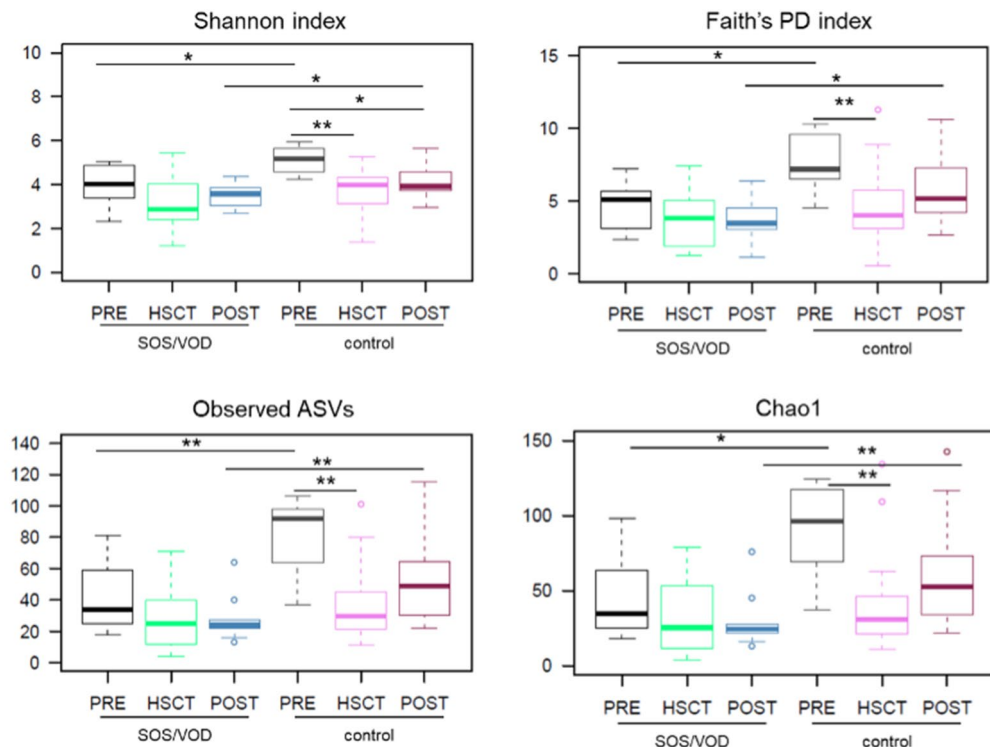 Shannon index
10
8
6
4
2
0
*
*
*
**
PRE HSCT POST PRE HSCT POST
SOS/VOD control
Faith's PD index
15
10
5
0
*
*
**
PRE HSCT POST PRE HSCT POST
SOS/VOD control
Observed ASVs
140
120
100
80
60
40
20
0
**
**
**
PRE HSCT POST PRE HSCT POST
SOS/VOD control
Chao1
150
100
50
0
*
**
**
PRE HSCT POST PRE HSCT POST
SOS/VOD control